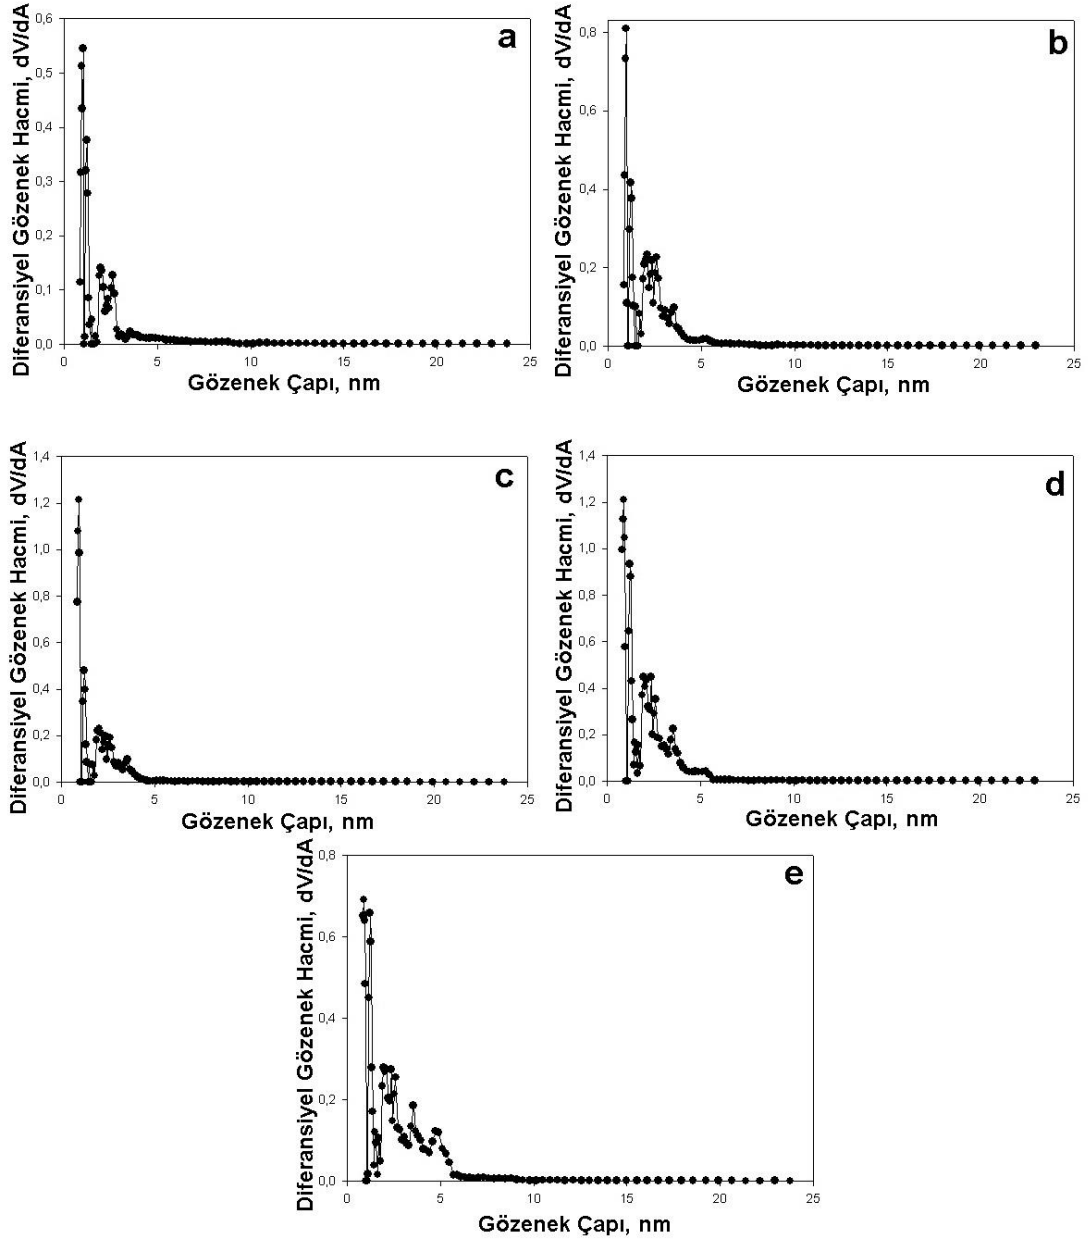 a
Diferansiyel Gözenek Hacmi, dV/dA
0,6
0,5
0,4
0,3
0,2
0,1
0,0
0 5 10 15 20 25
Gözenek Çapı, nm
b
Diferansiyel Gözenek Hacmi, dV/dA
0,8
0,6
0,4
0,2
0,0
0 5 10 15 20 25
Gözenek Çapı, nm
c
Diferansiyel Gözenek Hacmi, dV/dA
1,4
1,2
1,0
0,8
0,6
0,4
0,2
0,0
0 5 10 15 20 25
Gözenek Çapı, nm
d
Diferansiyel Gözenek Hacmi, dV/dA
1,4
1,2
1,0
0,8
0,6
0,4
0,2
0,0
0 5 10 15 20 25
Gözenek Çapı, nm
e
Diferansiyel Gözenek Hacmi, dV/dA
0,8
0,6
0,4
0,2
0,0
0 5 10 15 20 25
Gözenek Çapı, nm